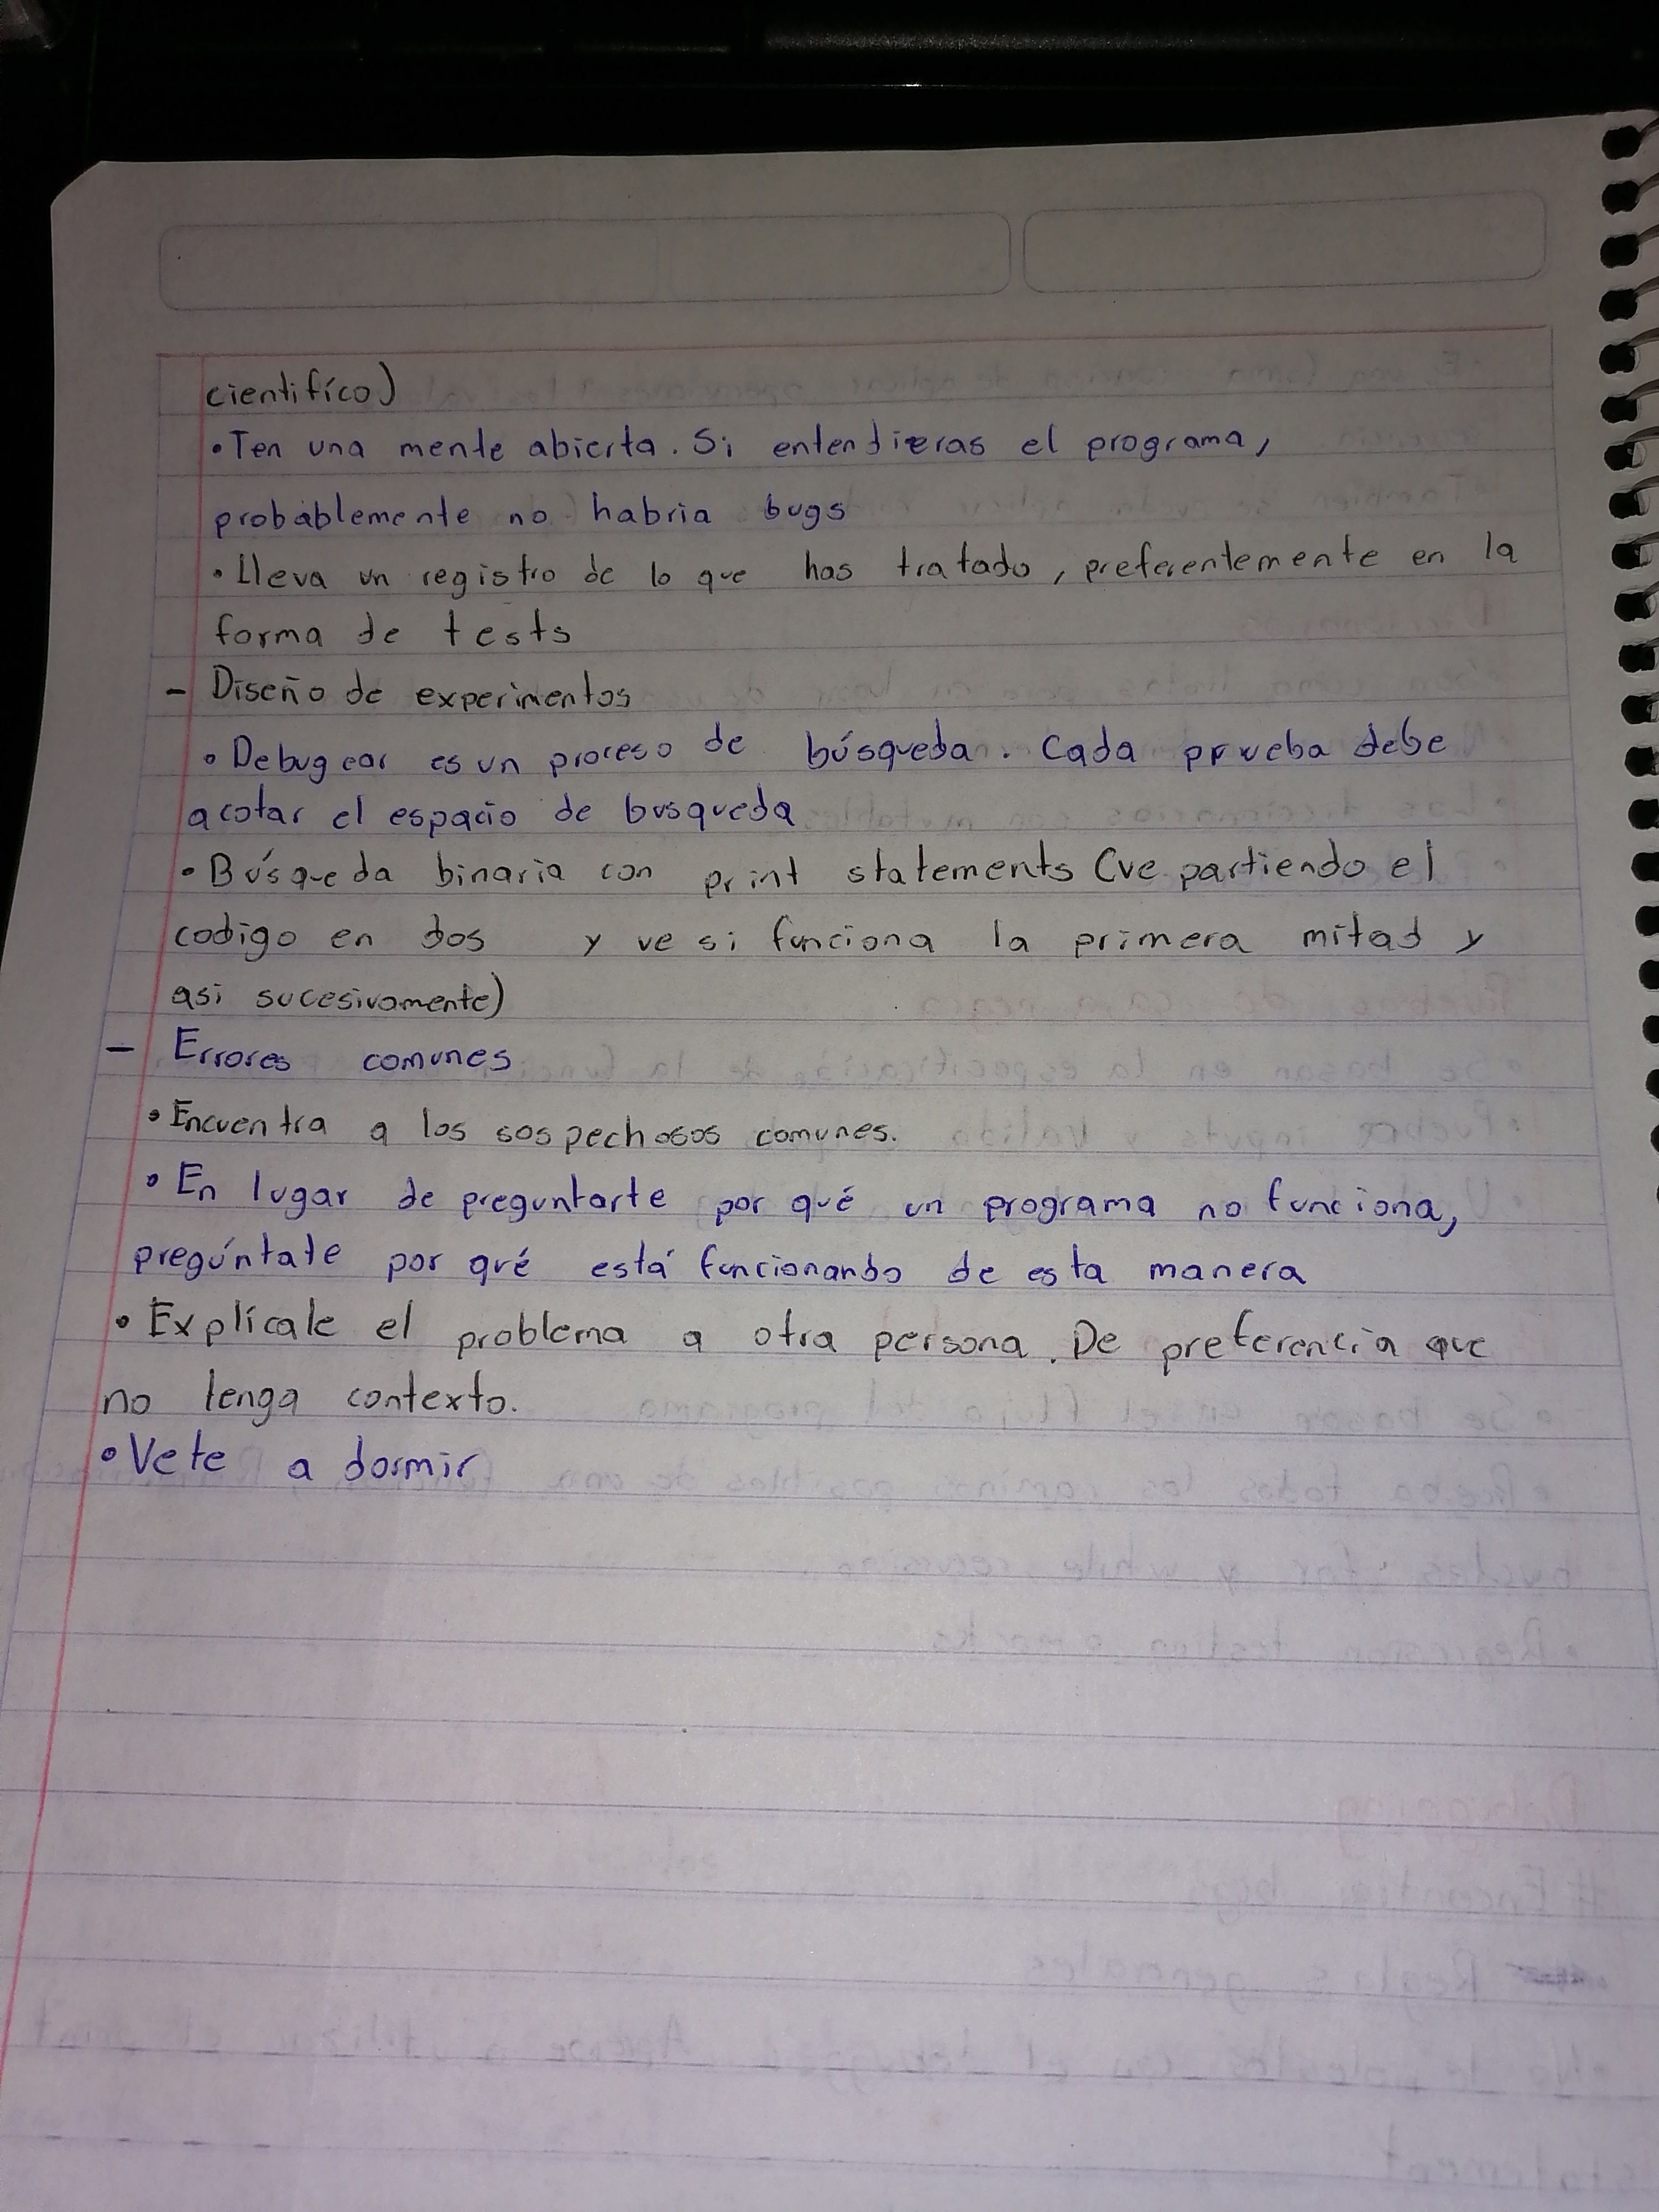 científico)
• Ten una mente abierta. Si entendieras el programa,
probablemente no habria bugs
• Lleva un registro de lo que has tratado, preferentemente en la
forma de tests
- Diseño de experimentos
• Debugear es un proceso de búsqueda. Cada prueba debe
acotar el espacio de busqueda
• Búsqueda binaria con print statements (ve partiendo el
codigo en dos y ve si funciona la primera mitad y
asi sucesivamente)
- Errores comunes
• Encuentra a los sospechosos comunes.
• En lugar de preguntarte por qué un programa no funciona,
pregúntate por qué está funcionando de esta manera
• Explícale el problema a otra persona. De preferencia que
no tenga contexto.
• Vete a dormir